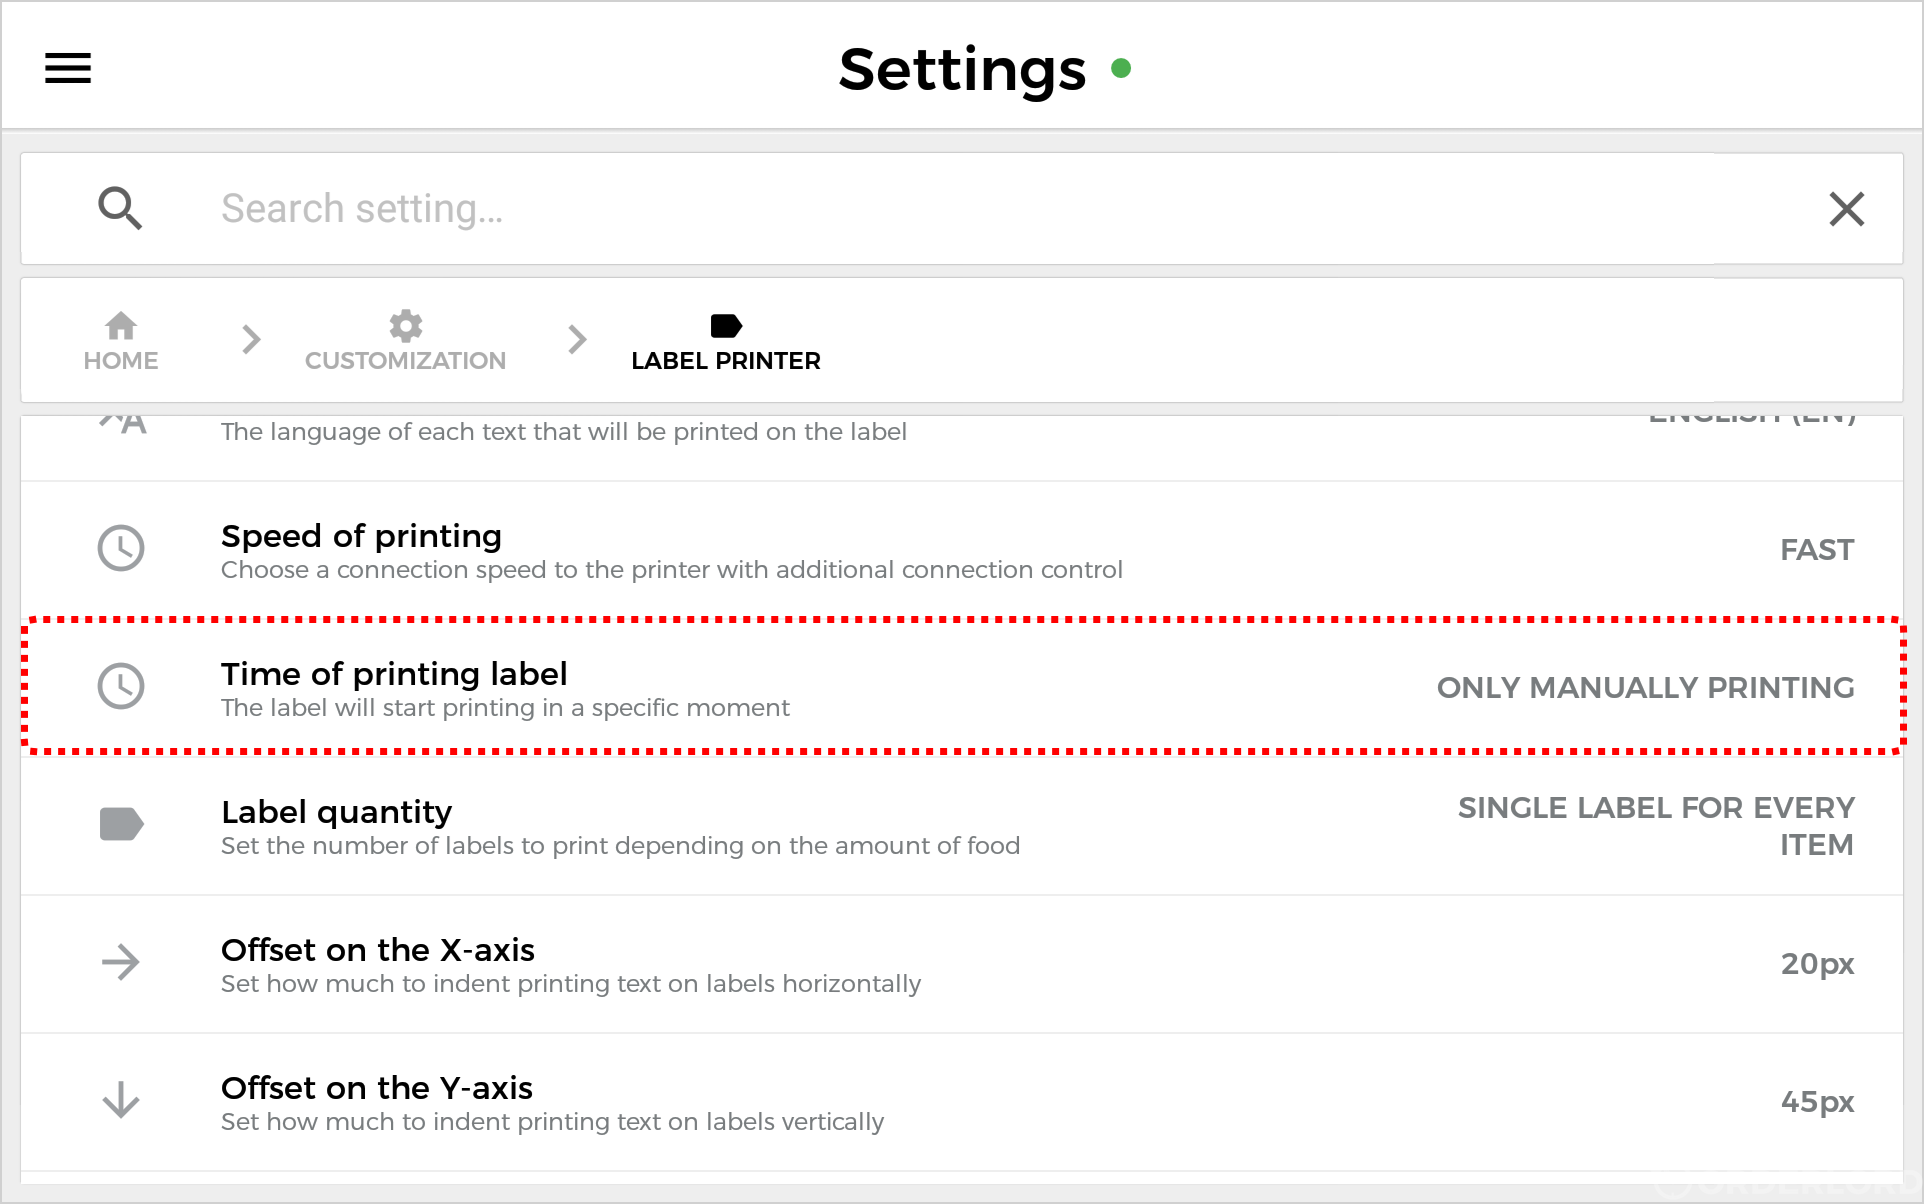 Settings
Search setting...
HOME
CUSTOMIZATION
LABEL PRINTER
ENGLISH (EN)
The language of each text that will be printed on the label
Speed of printing
Choose a connection speed to the printer with additional connection control
FAST
Time of printing label
The label will start printing in a specific moment
ONLY MANUALLY PRINTING
Label quantity
Set the number of labels to print depending on the amount of food
SINGLE LABEL FOR EVERY
ITEM
Offset on the X-axis
Set how much to indent printing text on labels horizontally
20px
Offset on the Y-axis
Set how much to indent printing text on labels vertically
45px
ORDERLORD